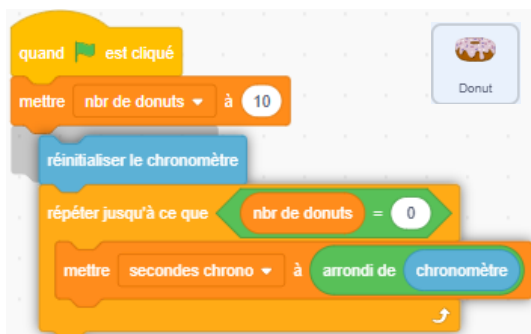 quand est cliqué
Donut
mettre nbr de donuts à 10
réinitialiser le chronomètre
répéter jusqu'à ce que nbr de donuts = 0
mettre secondes chrono à arrondi de chronomètre